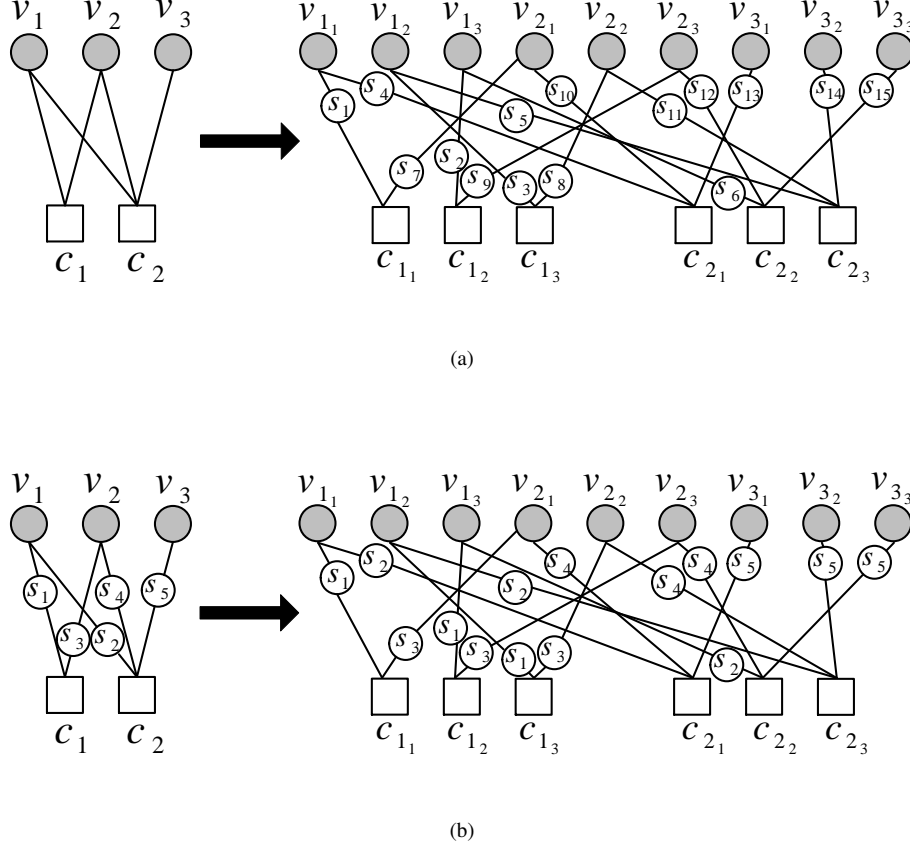 v1 v2 v3 v11 v12 v13 v21 v22 v23 v31 v32 v33
s1 s4 s10 s5 s11 s12 s13 s14 s15
s7 s2 s9 s3 s8 s6
c1 c2 c11 c12 c13 c21 c22 c23
(a)
v1 v2 v3 v11 v12 v13 v21 v22 v23 v31 v32 v33
s1 s4 s5 s1 s2 s2 s4 s4 s4 s5 s5 s5
s3 s2 s3 s1 s3 s1 s3 s2
c1 c2 c11 c12 c13 c21 c22 c23
(b)